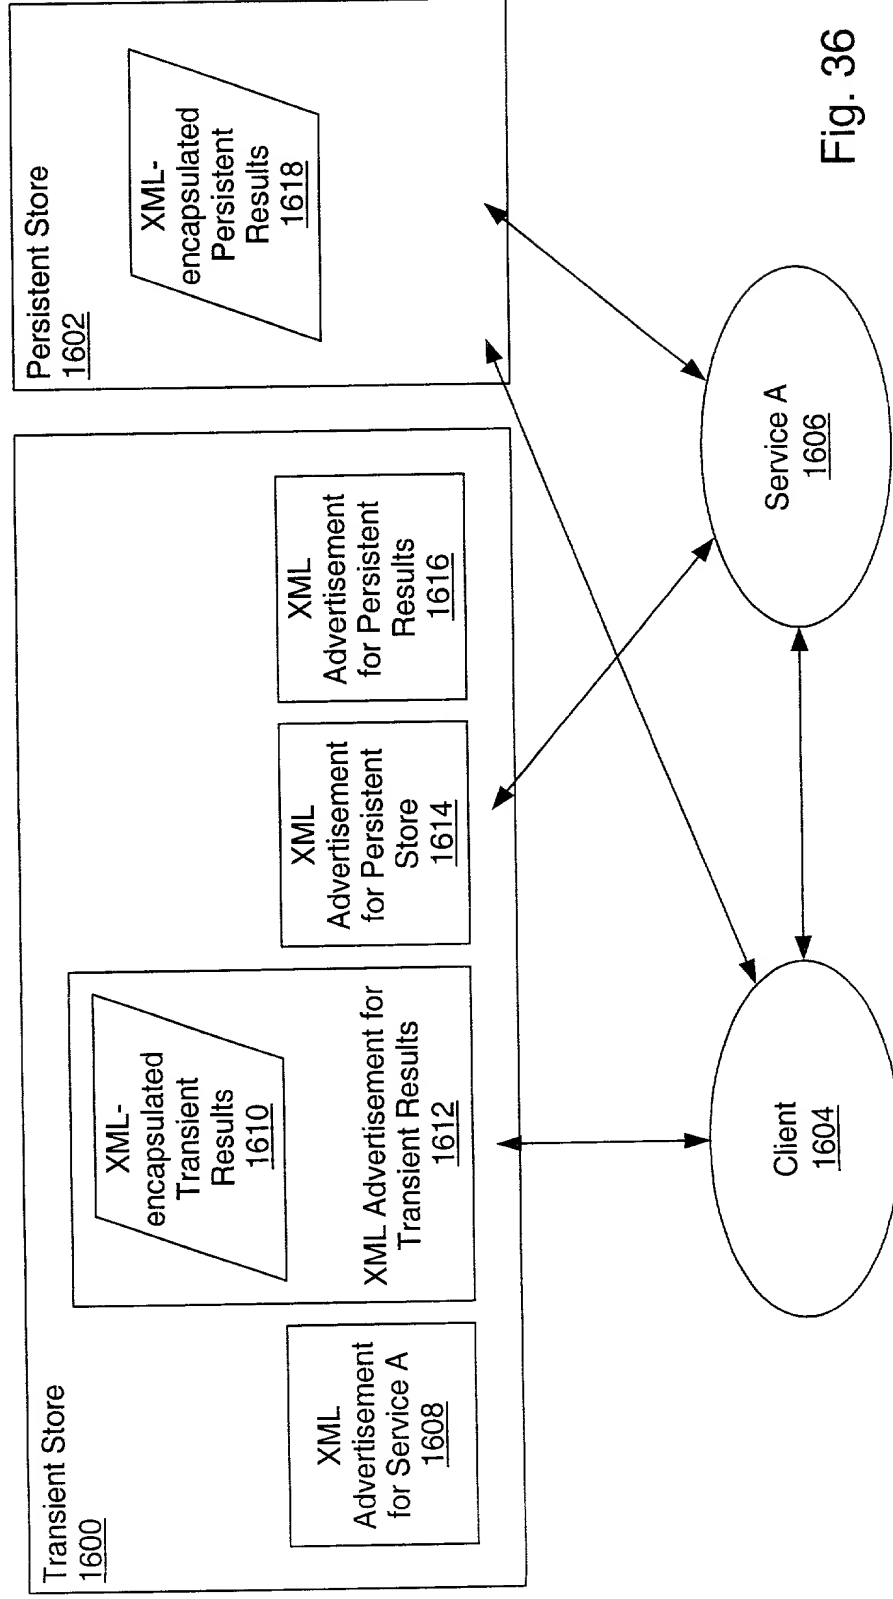 Transient Store
1600
XML
Advertisement
for Service A
1608
XML-
encapsulated
Transient
Results
1610
XML Advertisement for
Transient Results
1612
XML
Advertisement
for Persistent
Store
1614
XML
Advertisement
for Persistent
Results
1616
Persistent Store
1602
XML-
encapsulated
Persistent
Results
1618
Client
1604
Service A
1606
Fig. 36